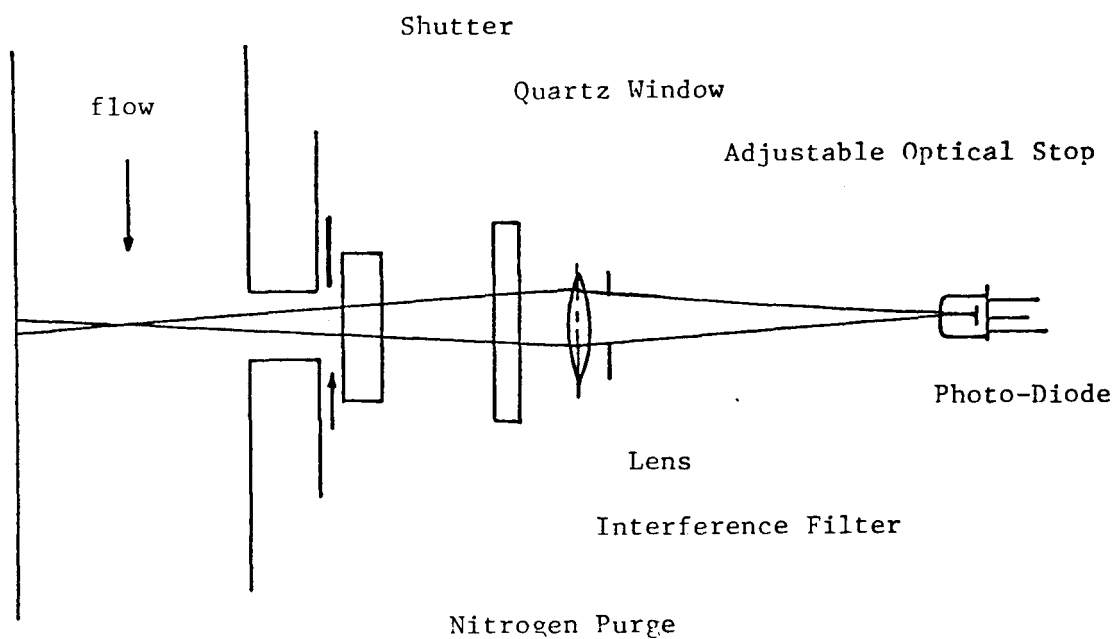 Shutter
Quartz Window
flow
Adjustable Optical Stop
Photo-Diode
Lens
Interference Filter
Nitrogen Purge